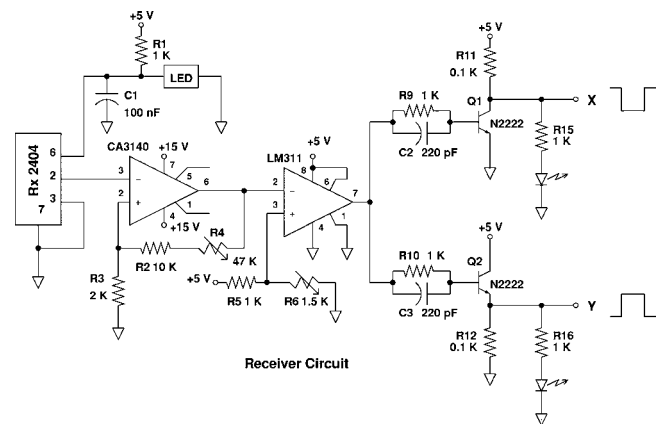 +5 V
R1
1 K
LED
C1
100 nF
Rx 2404
6
2
3
7
CA3140
+15 V
3
2
−
+
7
5
6
1
4
+15 V
R4
47 K
R2 10 K
R3
2 K
LM311
+5 V
8
2
3
−
+
6
7
4
1
+5 V
R5 1 K
R6 1.5 K
R9 1 K
C2 220 pF
Q1
N2222
+5 V
R11
0.1 K
X
R15
1 K
R10 1 K
C3 220 pF
Q2
N2222
+5 V
Y
R12
0.1 K
R16
1 K
Receiver Circuit